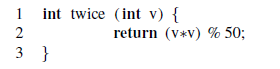 1 int twice (int v) {
2 return (v*v) % 50;
3 }